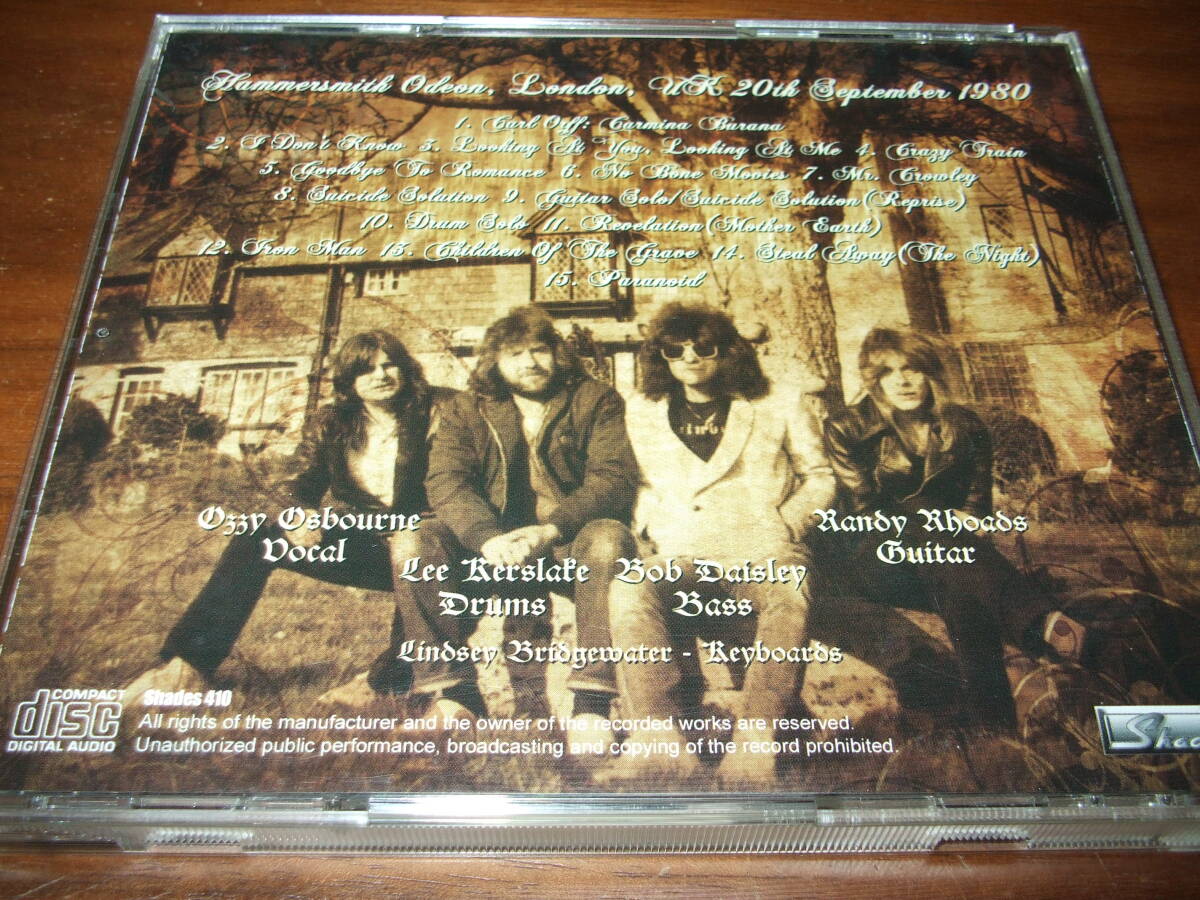 Hammersmith Odeon, London, UK 20th September 1980
1. Carl Orff: Carmina Burana
2. I Don't Know 3. Looking At You, Looking At Me 4. Crazy Train
5. Goodbye To Romance 6. No Bone Movies 7. Mr. Crowley
8. Suicide Solution 9. Guitar Solo/Suicide Solution(Reprise)
10. Drum Solo 11. Revelation(Mother Earth)
12. Iron Man 13. Children Of The Grave 14. Steal Away(The Night)
15. Paranoid
Ozzy Osbourne
Vocal
Lee Kerslake
Drums
Bob Daisley
Bass
Randy Rhoads
Guitar
Lindsey Bridgewater - Keyboards
COMPACT
disc
DIGITAL AUDIO
Shades 410
All rights of the manufacturer and the owner of the recorded works are reserved.
Unauthorized public performance, broadcasting and copying of the record prohibited.